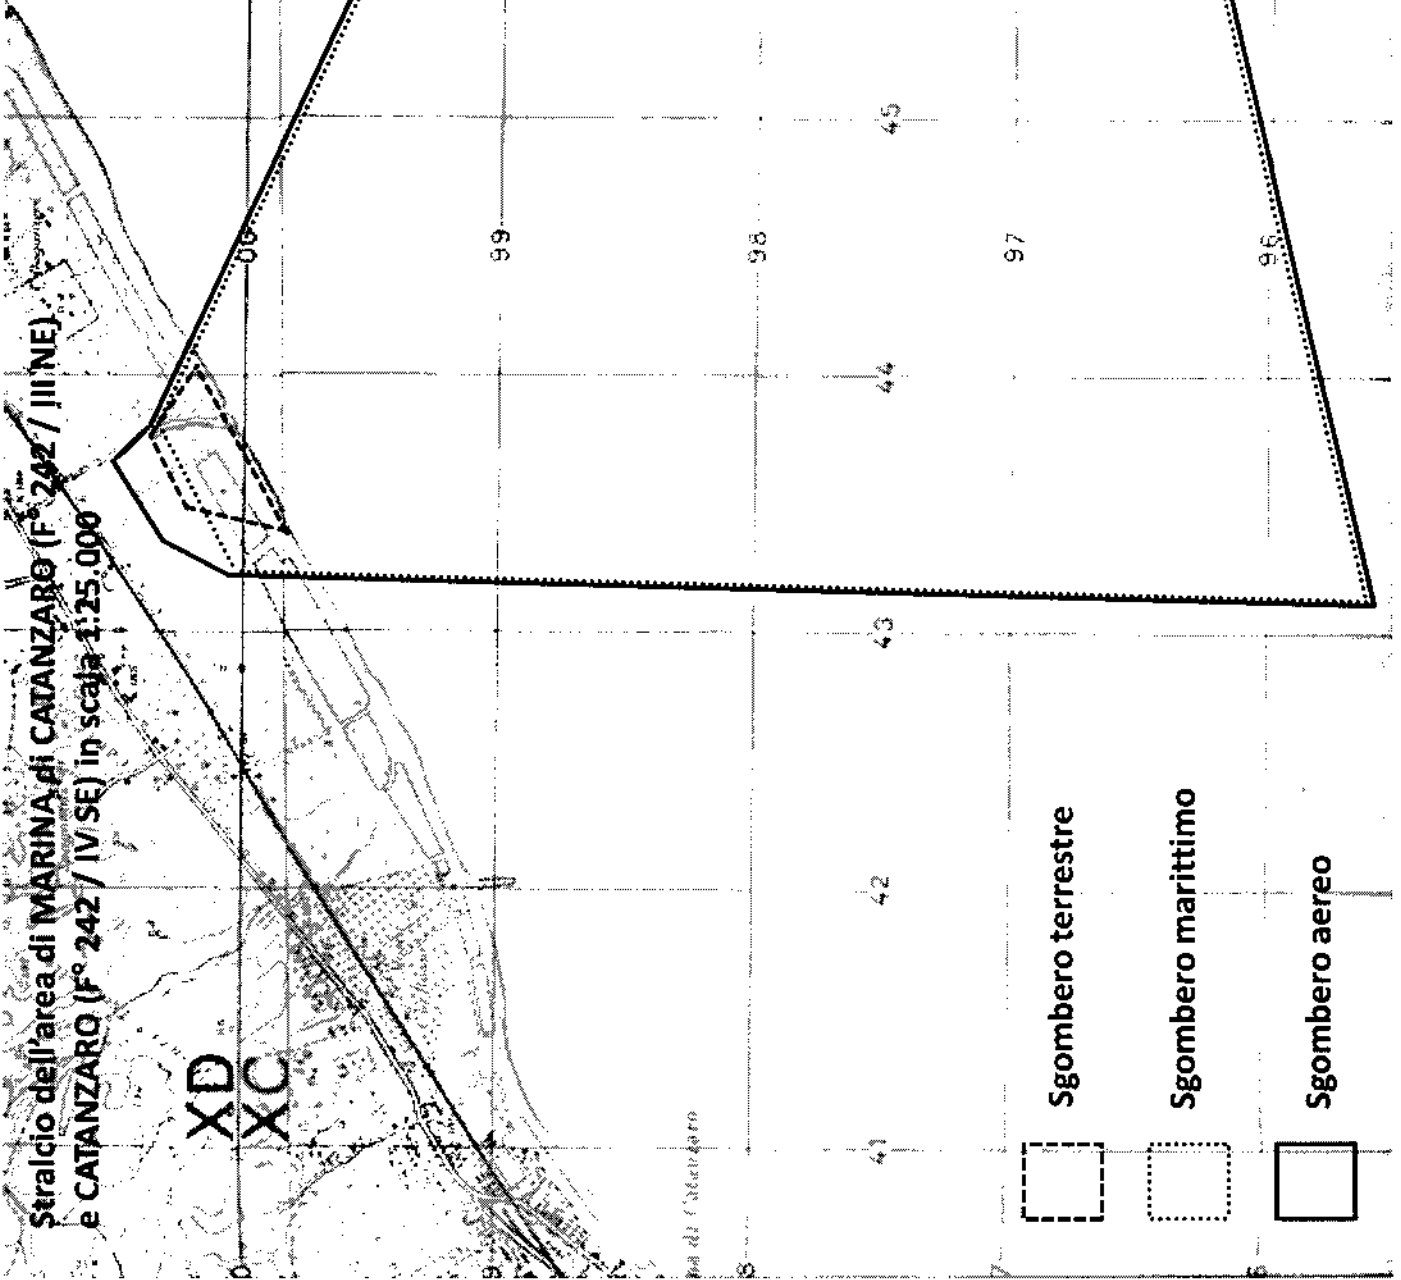 Stralcio dell'area di MARINA di CATANZARO (F° 242 / III NE)
e CATANZARO (F° 242 / IV SE) in scala 1:25.000
XD
XC
00
99
98
97
96
45
44
43
42
41
Sgombero terrestre
Sgombero marittimo
Sgombero aereo